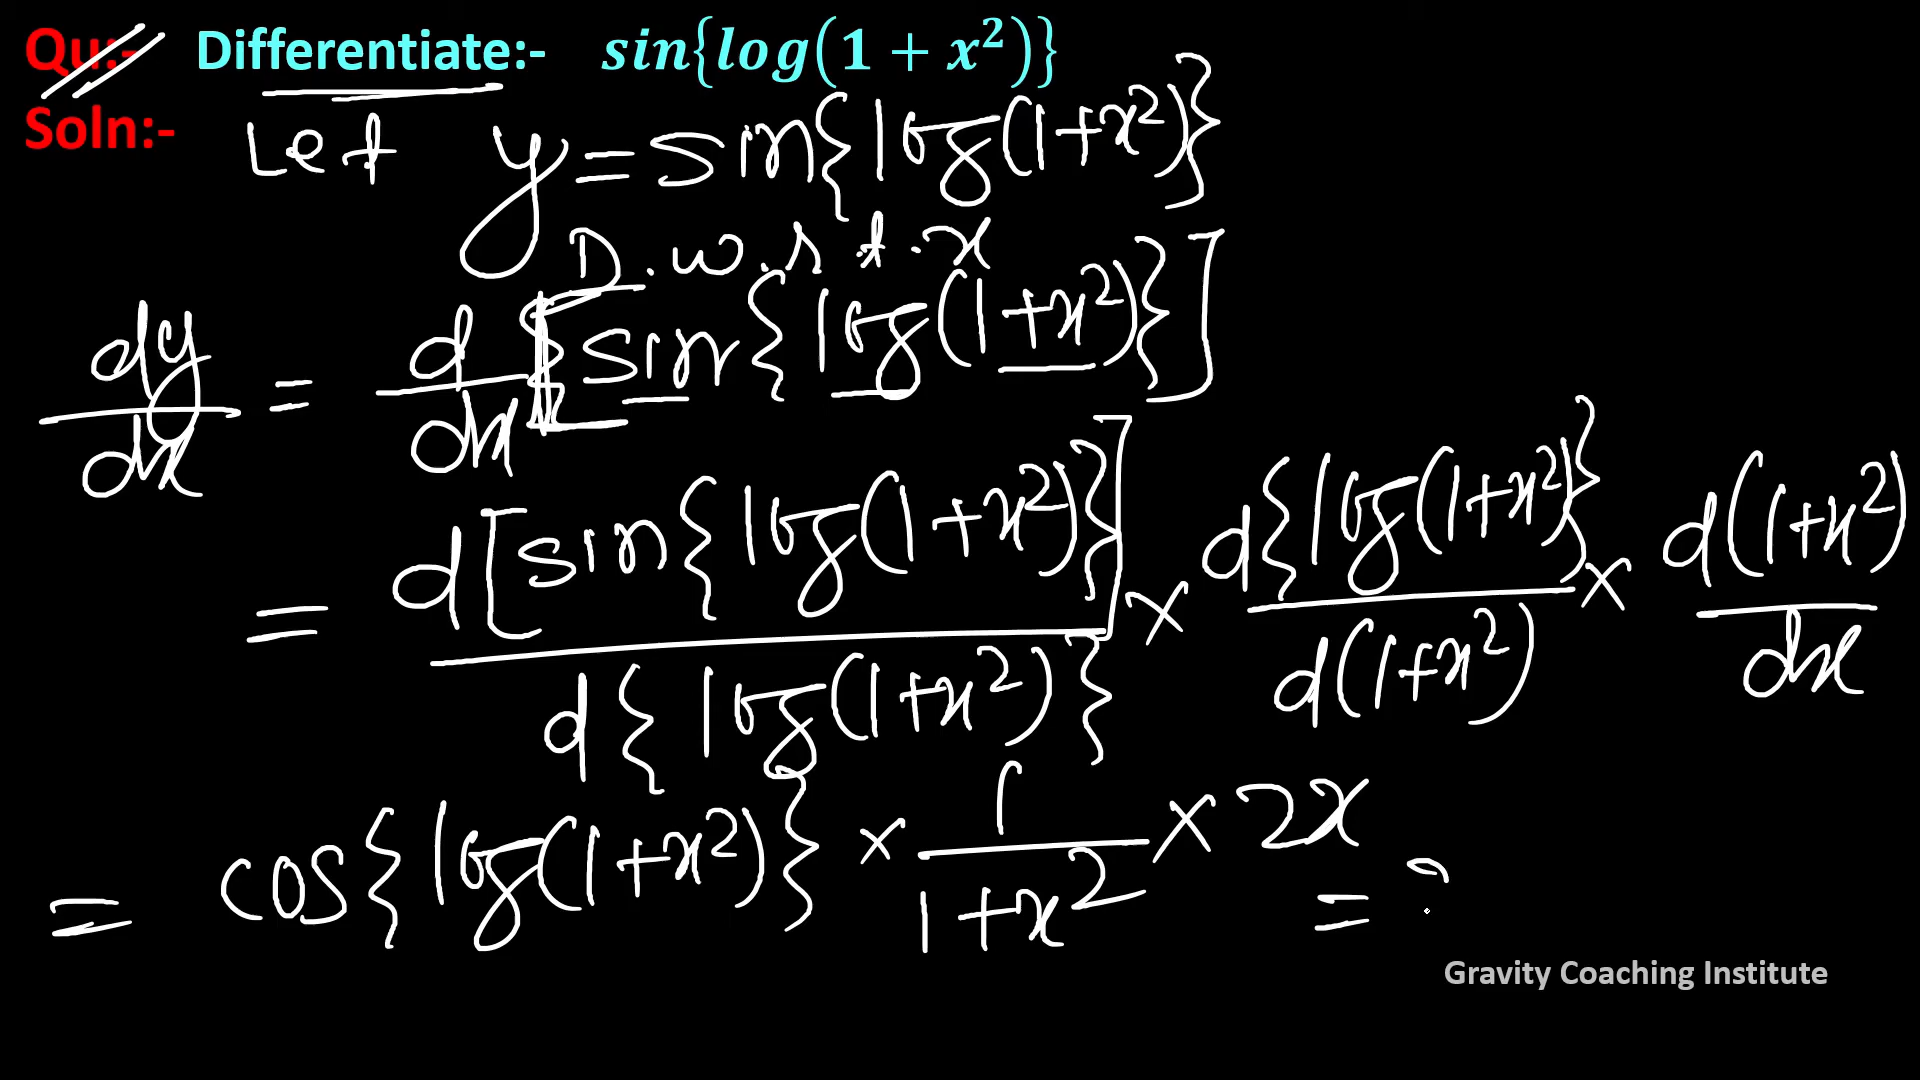 Qu:- Differentiate:- sin{log(1 + x²)}
Soln:- Let y = sin{log(1+x²)}
D.w.r.t.x
dy/dx = d/dx [sin{log(1+x²)}]
= d[sin{log(1+x²)}]/d{log(1+x²)} × d{log(1+x²)}/d(1+x²) × d(1+x²)/dx
= cos{log(1+x²)} × 1/1+x² × 2x =
Gravity Coaching Institute